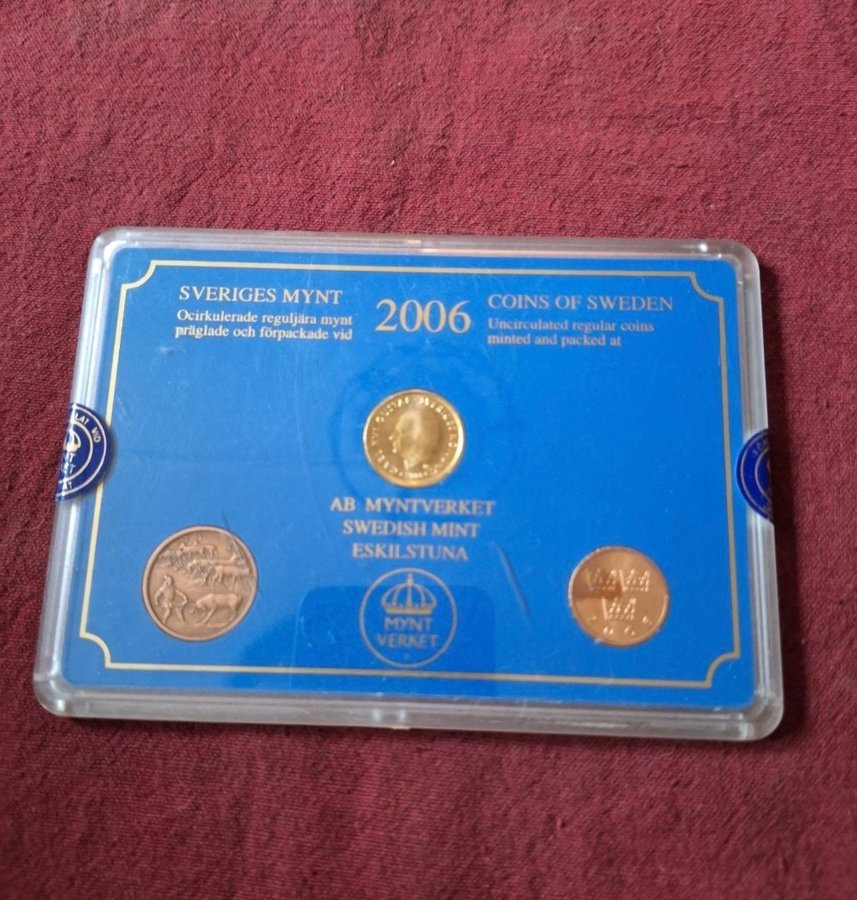 SVERIGES MYNT
Ocirkulerade reguljära mynt
präglade och förpackade vid
2006
COINS OF SWEDEN
Uncirculated regular coins
minted and packed at
AB MYNTVERKET
SWEDISH MINT
ESKILSTUNA
MYNT
VERKET